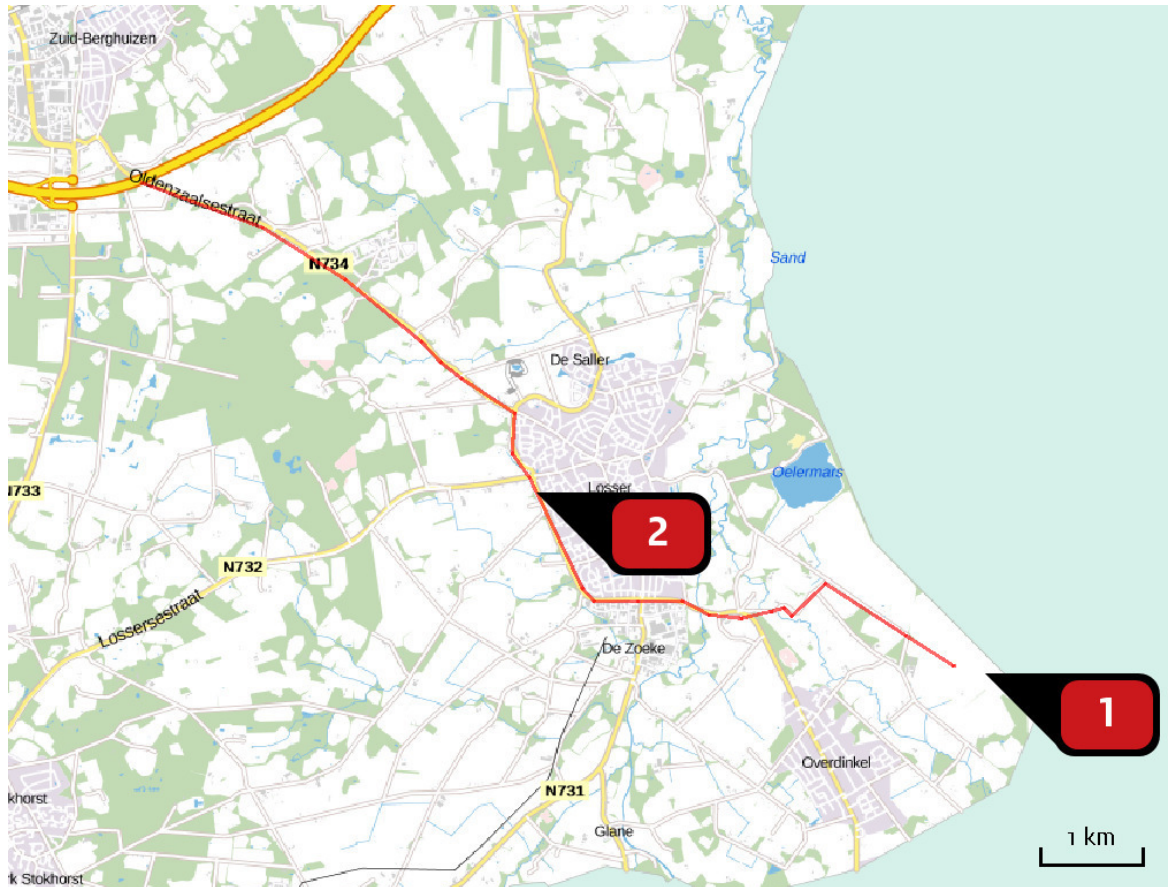 Zuid-Berghuizen
Oldenzaalsestraat
N734
Sand
De Saller
Oelermars
N733
Losser
2
N732
Lossersestraat
De Zoeke
1
Overdinkel
N731
khorst
Glane
1 km
rk Stokhorst